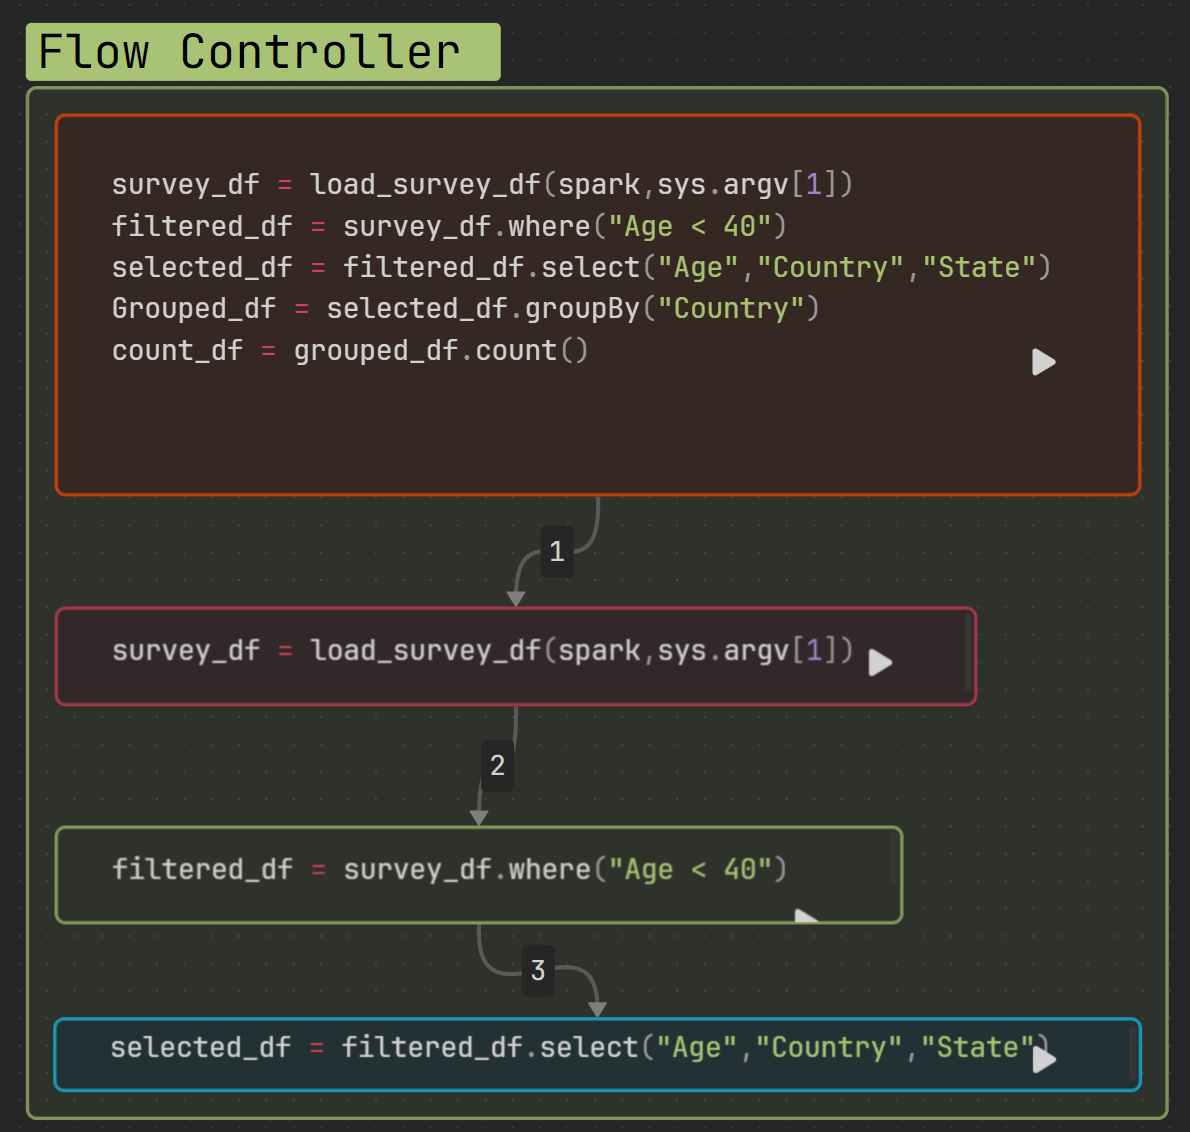 Flow Controller
survey_df = load_survey_df(spark,sys.argv[1])
filtered_df = survey_df.where("Age < 40")
selected_df = filtered_df.select("Age","Country","State")
Grouped_df = selected_df.groupBy("Country")
count_df = grouped_df.count()
1
survey_df = load_survey_df(spark,sys.argv[1])
2
filtered_df = survey_df.where("Age < 40")
3
selected_df = filtered_df.select("Age","Country","State")